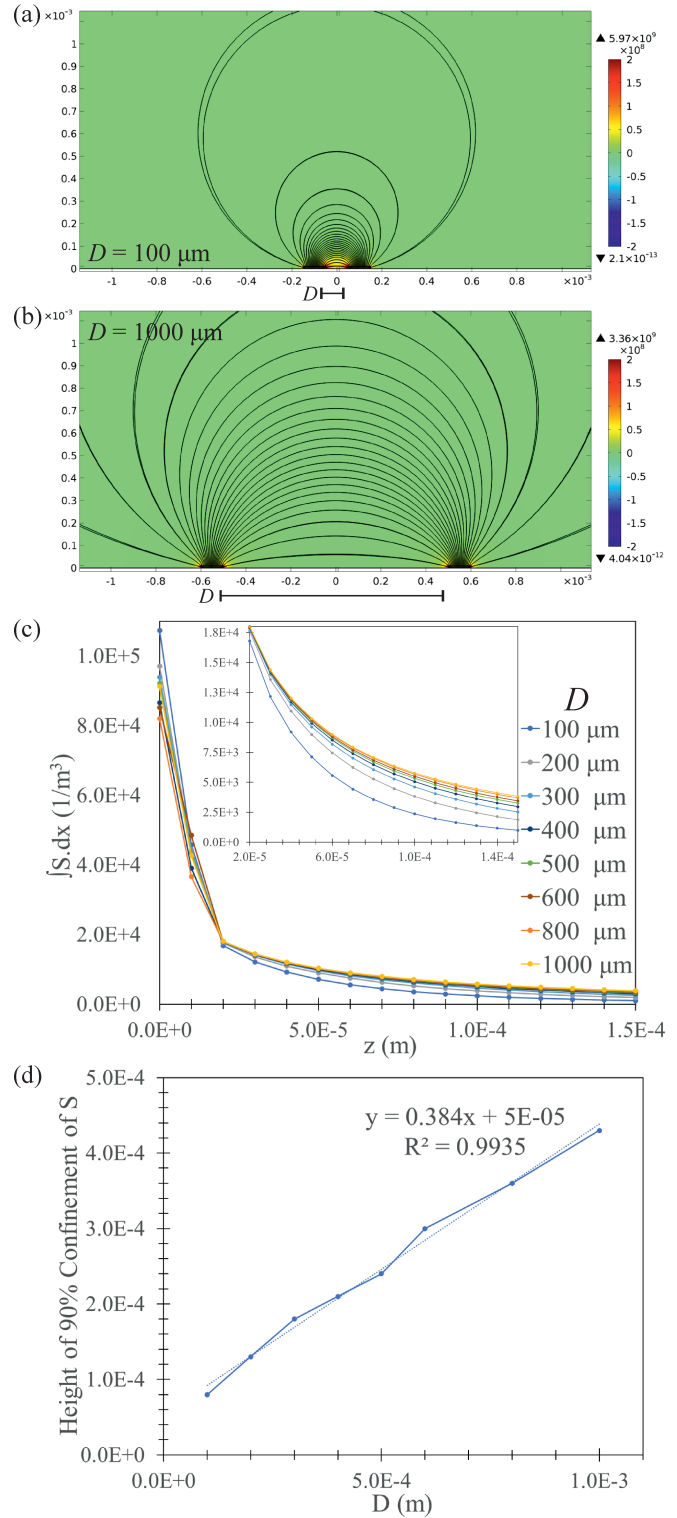 (a)
×10⁻³
1
0.9
0.8
0.7
0.6
0.5
0.4
0.3
0.2
0.1
0
D = 100 μm
-1 -0.8 -0.6 -0.4 -0.2 0 0.2 0.4 0.6 0.8 ×10⁻³
D
▲ 5.97×10⁹
×10⁸
2
1.5
1
0.5
0
-0.5
-1
-1.5
-2
▼ 2.1×10⁻¹³
(b)
×10⁻³
D = 1000 μm
1
0.9
0.8
0.7
0.6
0.5
0.4
0.3
0.2
0.1
0
-1 -0.8 -0.6 -0.4 -0.2 0 0.2 0.4 0.6 0.8 ×10⁻³
D
▲ 3.36×10⁹
×10⁸
2
1.5
1
0.5
0
-0.5
-1
-1.5
-2
▼ 4.04×10⁻¹²
(c)
∫S.dx (1/m³)
1.0E+5
8.0E+4
6.0E+4
4.0E+4
2.0E+4
0.0E+0
0.0E+0 5.0E-5 1.0E-4 1.5E-4
z (m)
1.8E+4
1.5E+4
1.3E+4
1.0E+4
7.5E+3
5.0E+3
2.5E+3
0.0E+0
2.0E-5 6.0E-5 1.0E-4 1.4E-4
D
100 μm
200 μm
300 μm
400 μm
500 μm
600 μm
800 μm
1000 μm
(d)
Height of 90% Confinement of S
5.0E-4
4.0E-4
3.0E-4
2.0E-4
1.0E-4
0.0E+0
y = 0.384x + 5E-05
R² = 0.9935
0.0E+0 5.0E-4 1.0E-3
D (m)